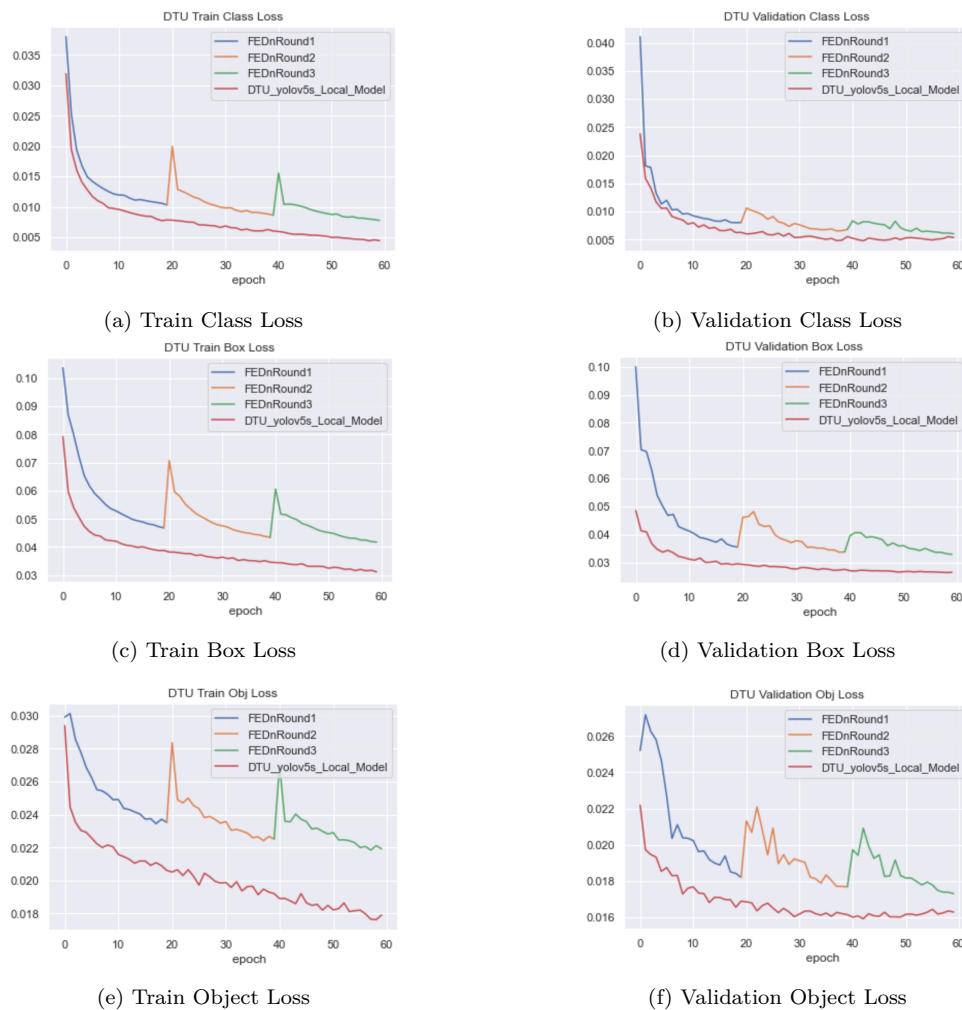 DTU Train Class Loss
0.035
0.030
0.025
0.020
0.015
0.010
0.005
FEDnRound1
FEDnRound2
FEDnRound3
DTU_yolov5s_Local_Model
0 10 20 30 40 50 60
epoch
(a) Train Class Loss
DTU Validation Class Loss
0.040
0.035
0.030
0.025
0.020
0.015
0.010
0.005
FEDnRound1
FEDnRound2
FEDnRound3
DTU_yolov5s_Local_Model
0 10 20 30 40 50 60
epoch
(b) Validation Class Loss
DTU Train Box Loss
0.10
0.09
0.08
0.07
0.06
0.05
0.04
0.03
FEDnRound1
FEDnRound2
FEDnRound3
DTU_yolov5s_Local_Model
0 10 20 30 40 50 60
epoch
(c) Train Box Loss
DTU Validation Box Loss
0.10
0.09
0.08
0.07
0.06
0.05
0.04
0.03
FEDnRound1
FEDnRound2
FEDnRound3
DTU_yolov5s_Local_Model
0 10 20 30 40 50 60
epoch
(d) Validation Box Loss
DTU Train Obj Loss
0.030
0.028
0.026
0.024
0.022
0.020
0.018
FEDnRound1
FEDnRound2
FEDnRound3
DTU_yolov5s_Local_Model
0 10 20 30 40 50 60
epoch
(e) Train Object Loss
DTU Validation Obj Loss
0.026
0.024
0.022
0.020
0.018
0.016
FEDnRound1
FEDnRound2
FEDnRound3
DTU_yolov5s_Local_Model
0 10 20 30 40 50 60
epoch
(f) Validation Object Loss